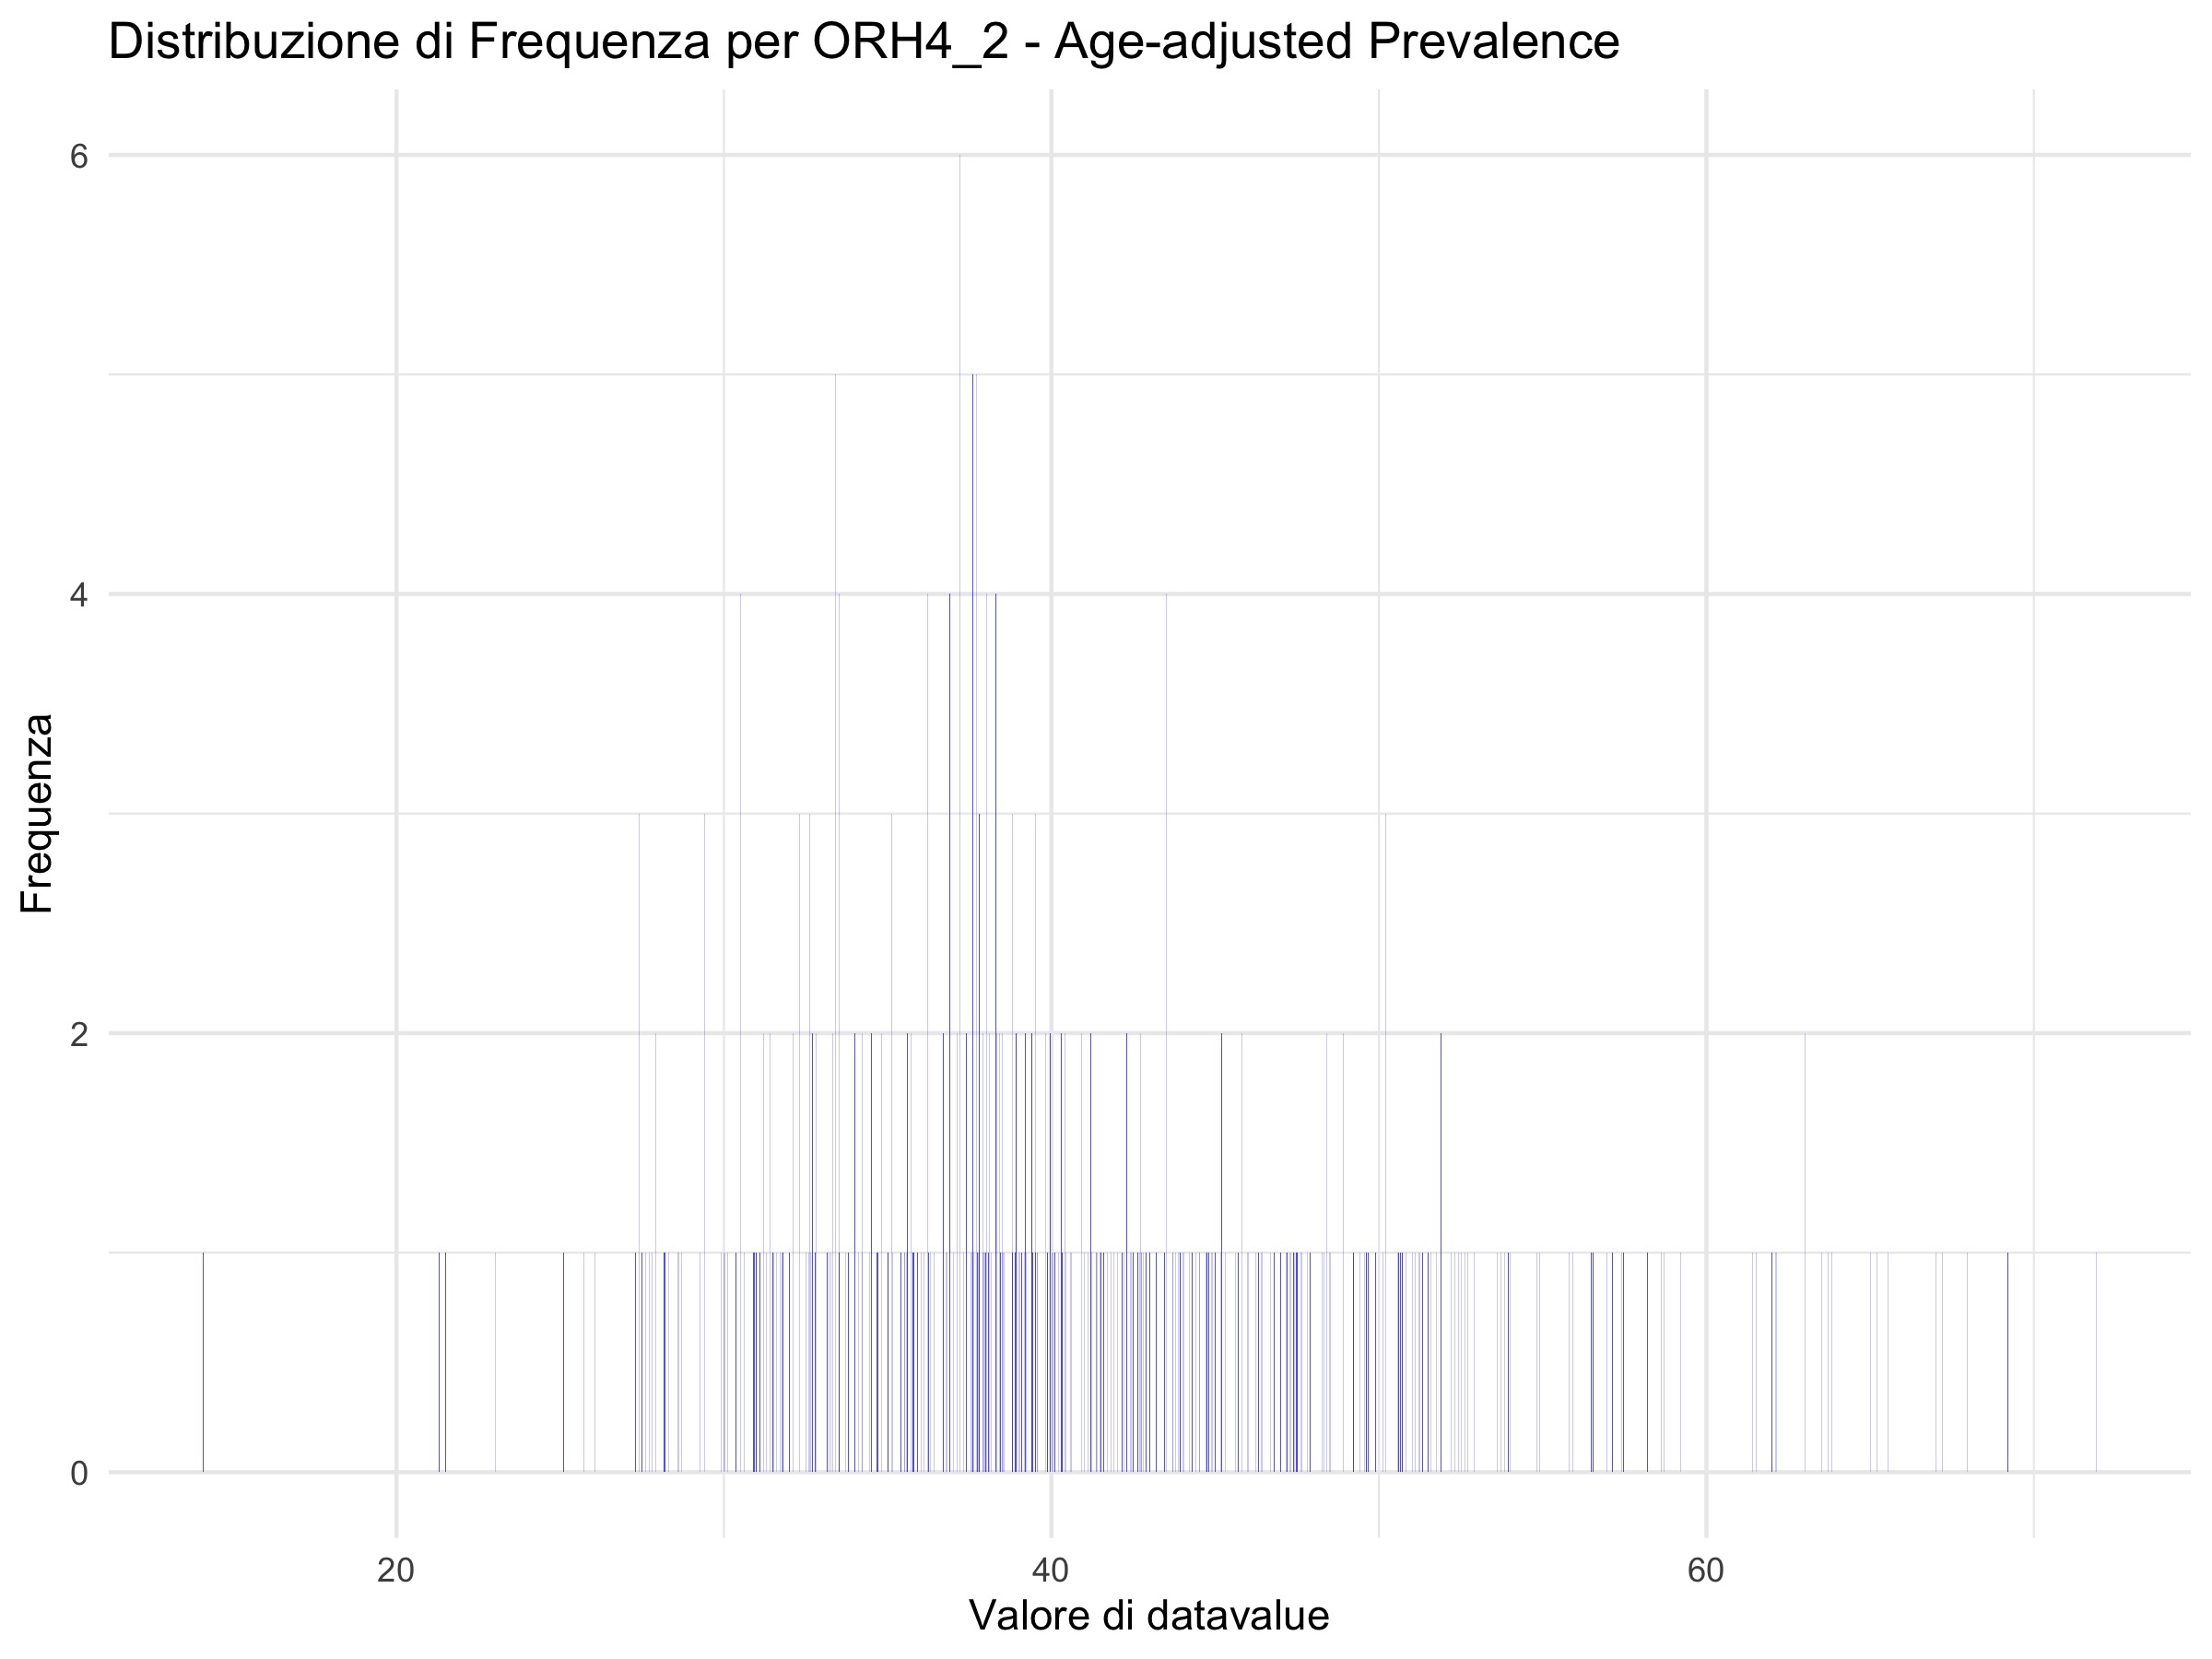 Distribuzione di Frequenza per ORH4_2 - Age-adjusted Prevalence
6
4
2
0
Frequenza
20 40 60
Valore di datavalue